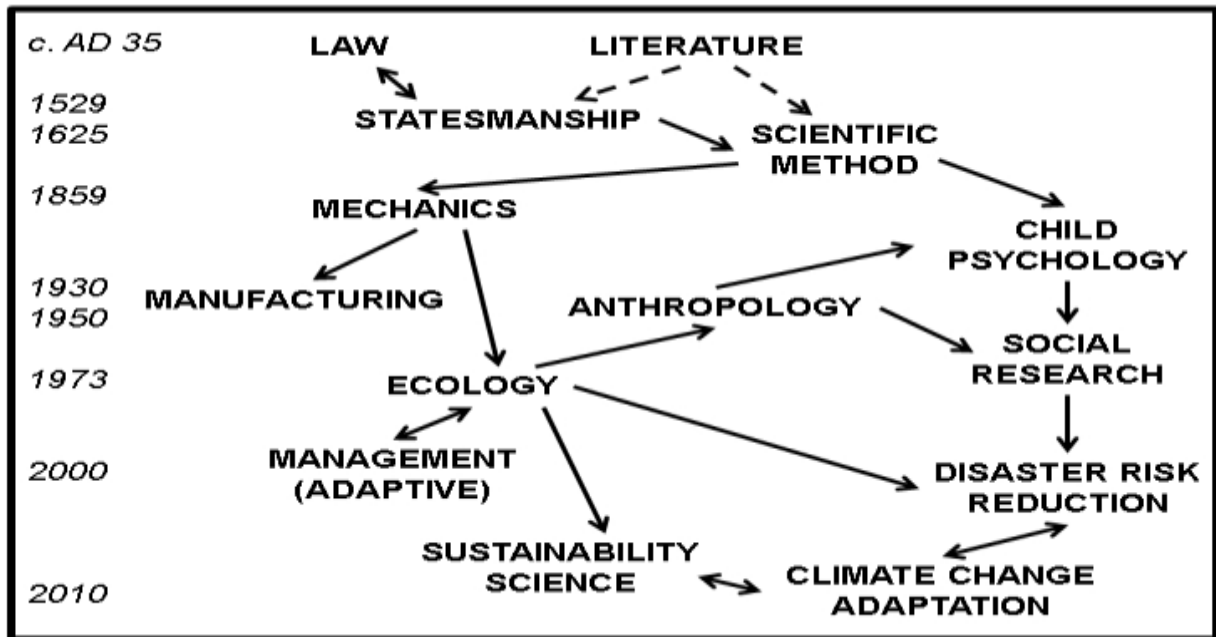 c. AD 35 LAW LITERATURE
1529
STATESMANSHIP
1625
SCIENTIFIC
METHOD
1859
MECHANICS
CHILD
PSYCHOLOGY
1930
MANUFACTURING
ANTHROPOLOGY
1950
SOCIAL
RESEARCH
1973
ECOLOGY
MANAGEMENT
(ADAPTIVE)
2000
DISASTER RISK
REDUCTION
SUSTAINABILITY
SCIENCE
CLIMATE CHANGE
ADAPTATION
2010